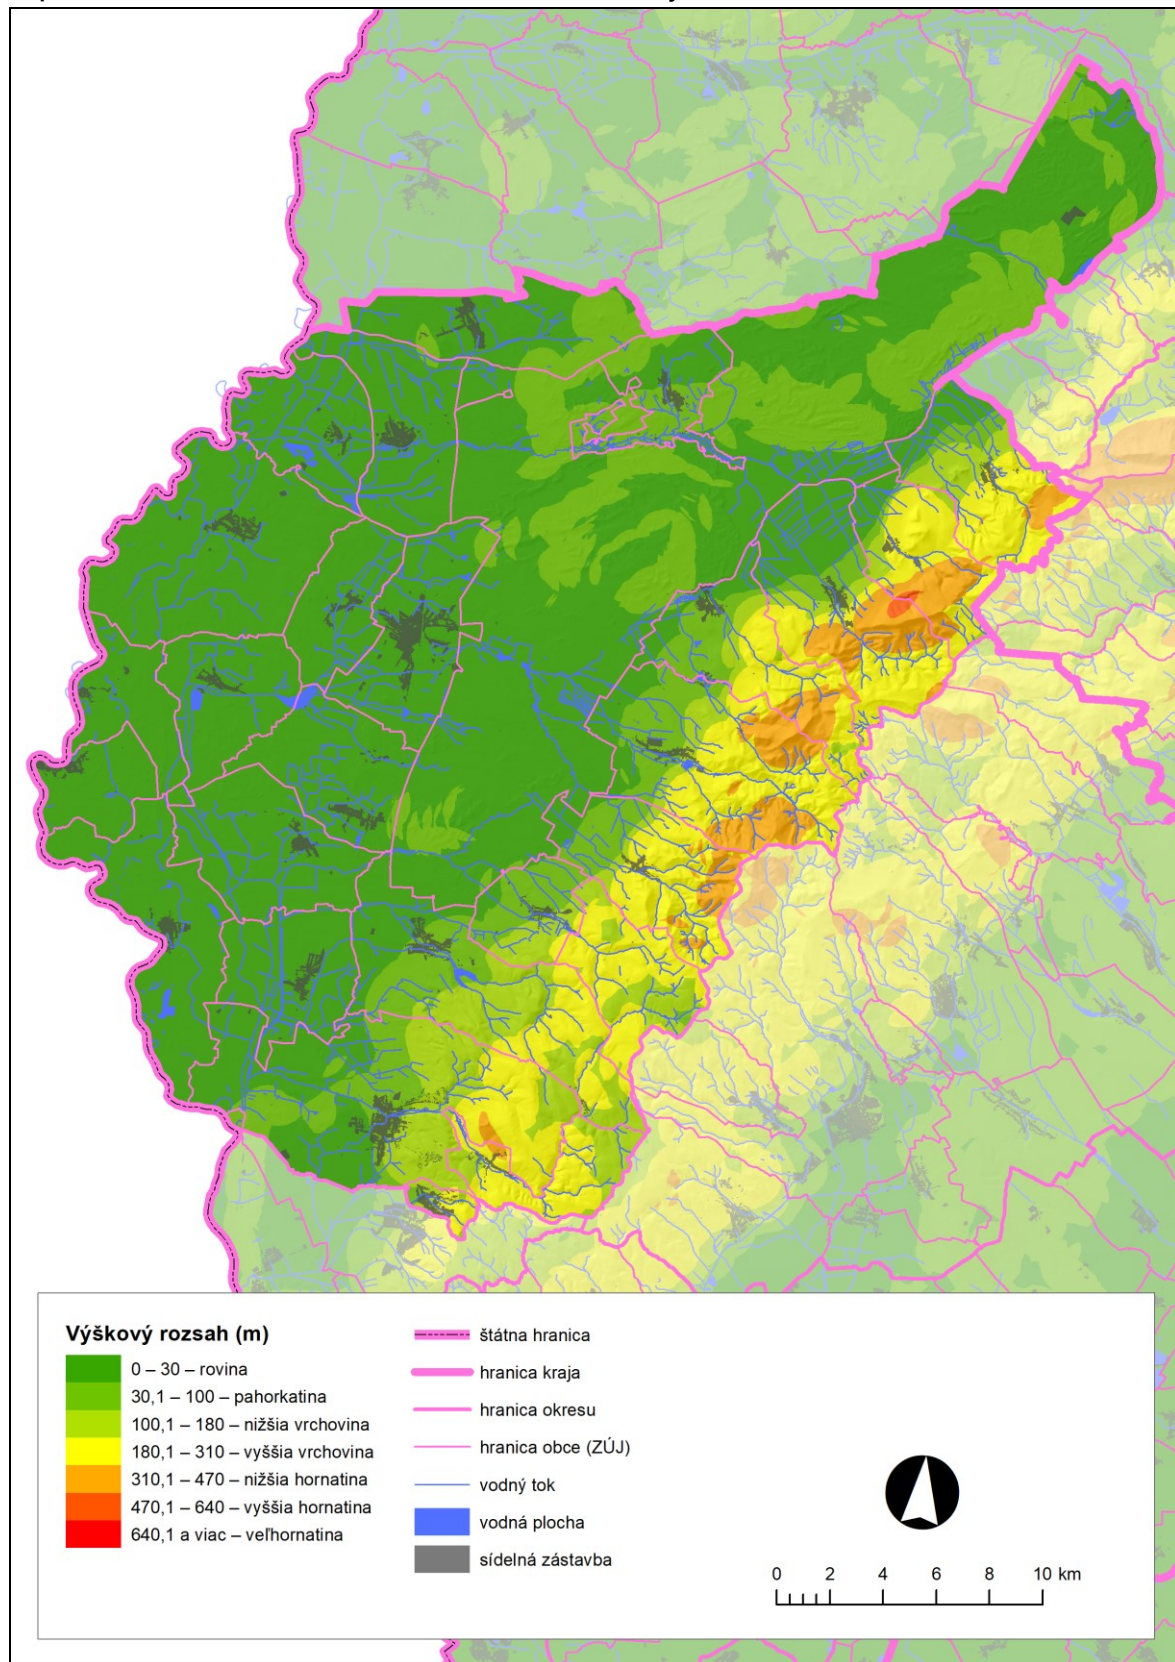 Výškový rozsah (m)
0 – 30 – rovina
30,1 – 100 – pahorkatina
100,1 – 180 – nižšia vrchovina
180,1 – 310 – vyššia vrchovina
310,1 – 470 – nižšia hornatina
470,1 – 640 – vyššia hornatina
640,1 a viac – veľhornatina
štátna hranica
hranica kraja
hranica okresu
hranica obce (ZÚJ)
vodný tok
vodná plocha
sídelná zástavba
0 2 4 6 8 10 km